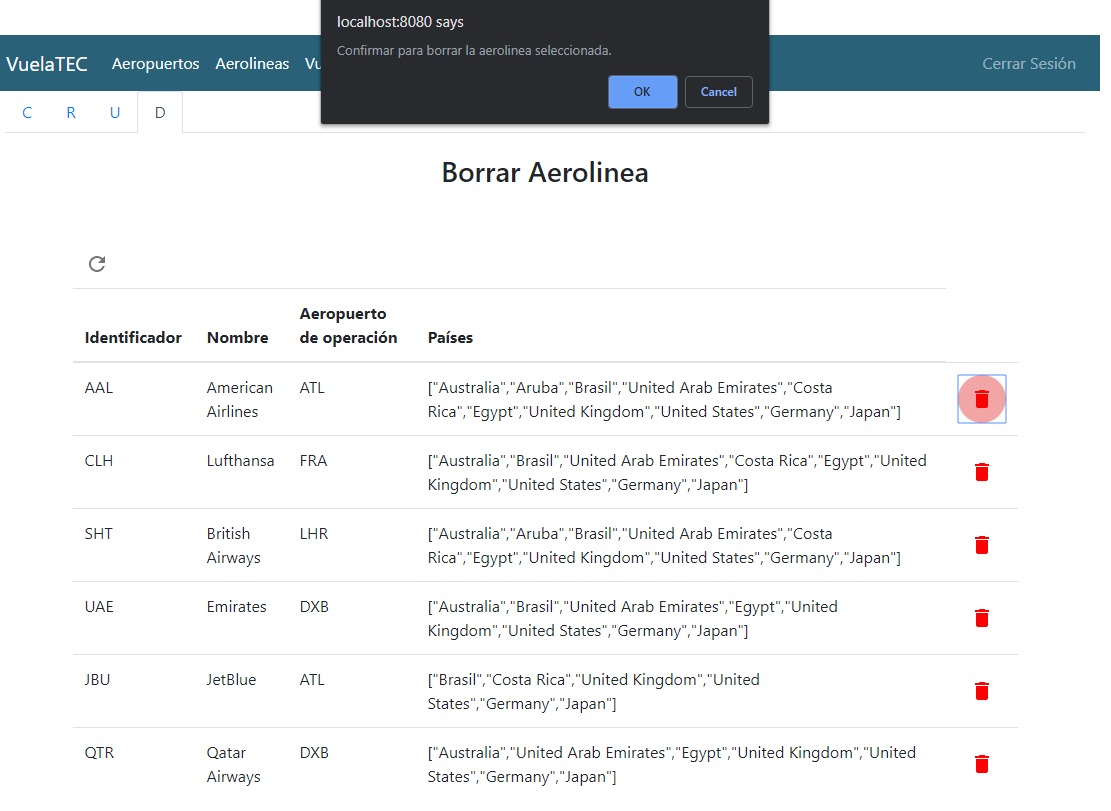 localhost:8080 says
Confirmar para borrar la aerolinea seleccionada.
OK Cancel
VuelaTEC Aeropuertos Aerolineas Vu Cerrar Sesión
C R U D
Borrar Aerolinea
Aeropuerto
Identificador Nombre de operación Países
AAL American ATL ["Australia","Aruba","Brasil","United Arab Emirates","Costa
Airlines Rica","Egypt","United Kingdom","United States","Germany","Japan"]
CLH Lufthansa FRA ["Australia","Brasil","United Arab Emirates","Costa Rica","Egypt","United
Kingdom","United States","Germany","Japan"]
SHT British LHR ["Australia","Aruba","Brasil","United Arab Emirates","Costa
Airways Rica","Egypt","United Kingdom","United States","Germany","Japan"]
UAE Emirates DXB ["Australia","Brasil","United Arab Emirates","Egypt","United
Kingdom","United States","Germany","Japan"]
JBU JetBlue ATL ["Brasil","Costa Rica","United Kingdom","United
States","Germany","Japan"]
QTR Qatar DXB ["Australia","United Arab Emirates","Egypt","United Kingdom","United
Airways States","Germany","Japan"]